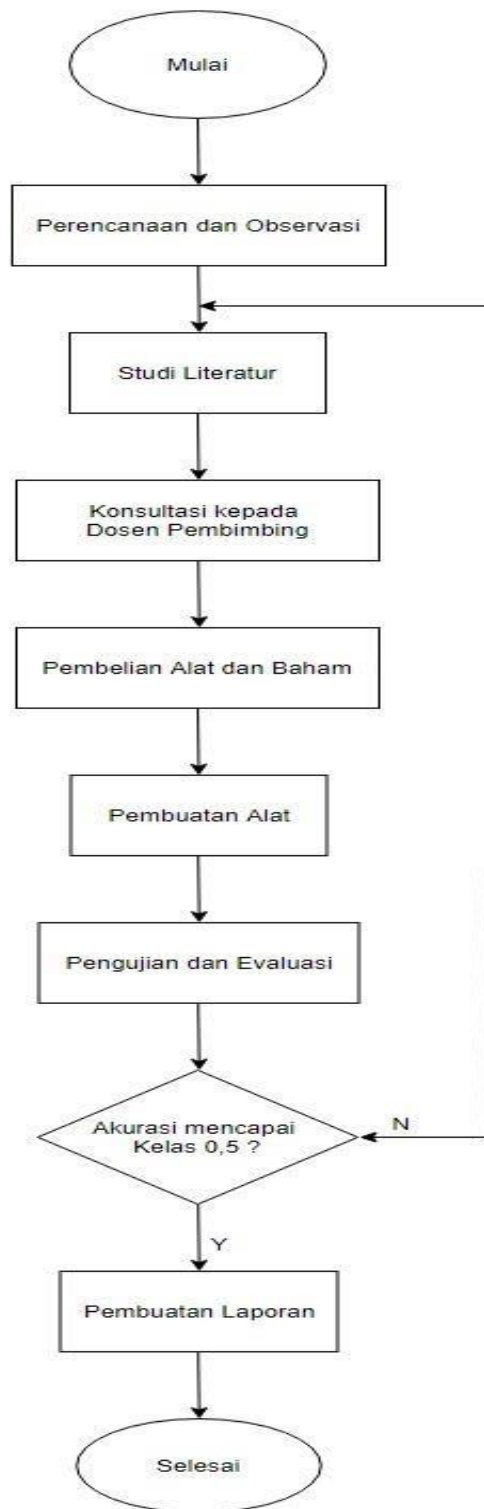 Mulai
Perencanaan dan Observasi
Studi Literatur
Konsultasi kepada
Dosen Pembimbing
Pembelian Alat dan Baham
Pembuatan Alat
Pengujian dan Evaluasi
Akurasi mencapai
Kelas 0,5 ?
N
Y
Pembuatan Laporan
Selesai